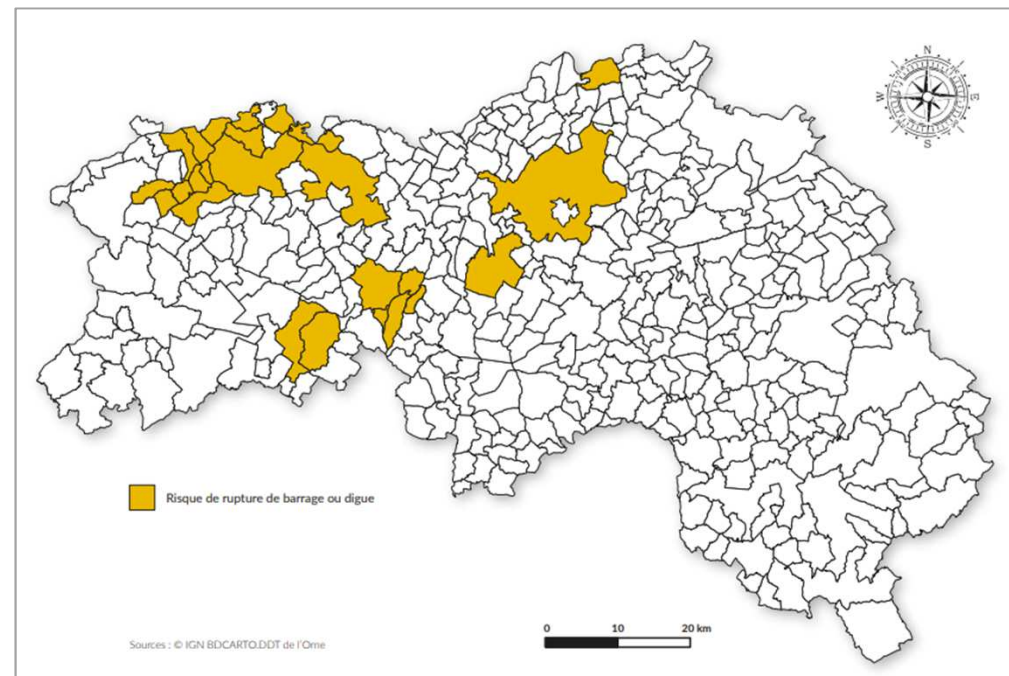 N
W
E
S
Risque de rupture de barrage ou digue
0 10 20 km
Sources : © IGN BDCARTO.DDT de l'Orne